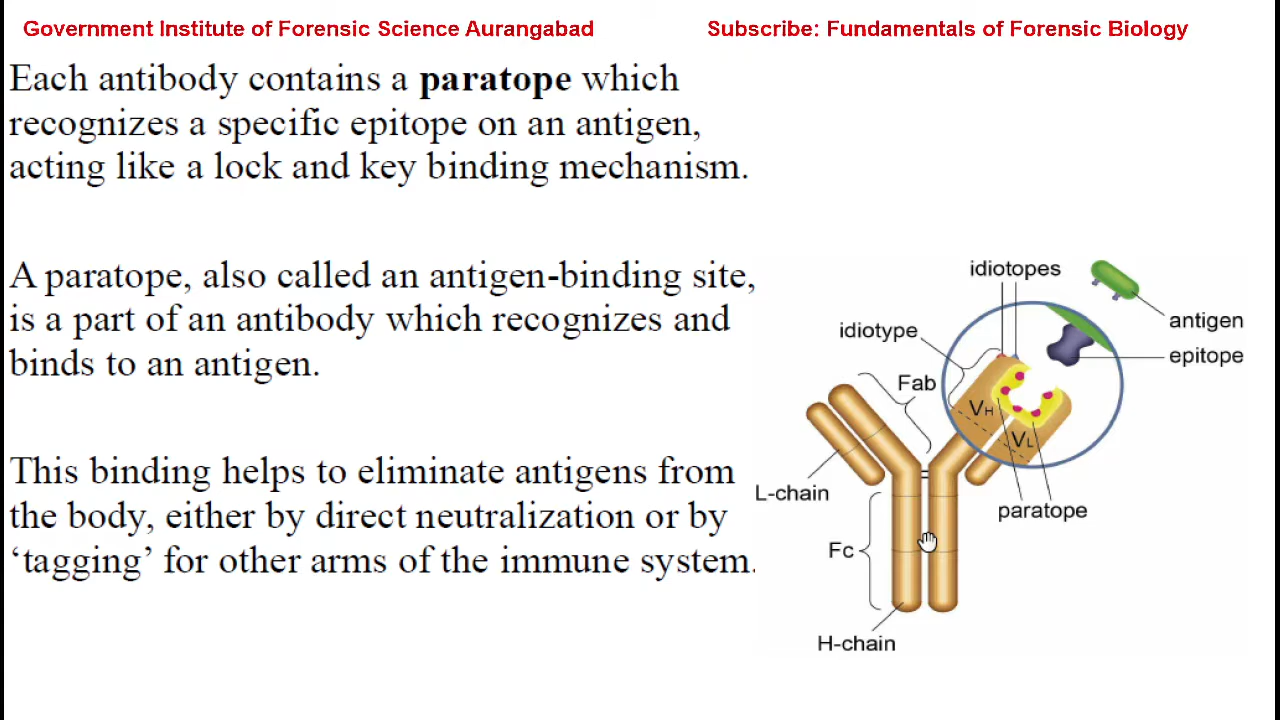 Government Institute of Forensic Science Aurangabad
Subscribe: Fundamentals of Forensic Biology
Each antibody contains a paratope which
recognizes a specific epitope on an antigen,
acting like a lock and key binding mechanism.
A paratope, also called an antigen-binding site,
is a part of an antibody which recognizes and
binds to an antigen.
This binding helps to eliminate antigens from
the body, either by direct neutralization or by
‘tagging’ for other arms of the immune system.
idiotopes
antigen
idiotype
epitope
Fab
VH
VL
L-chain
paratope
Fc
H-chain